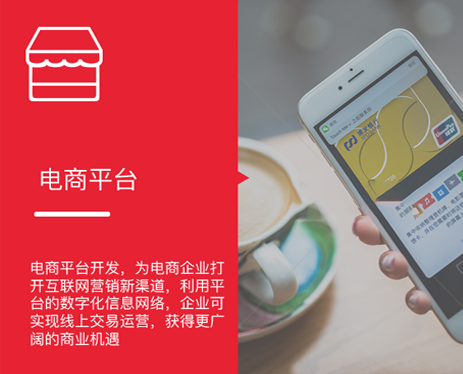 电商平台
电商平台开发，为电商企业打
开互联网营销新渠道，利用平
台的数字化信息网络，企业可
实现线上交易运营，获得更广
阔的商业机遇